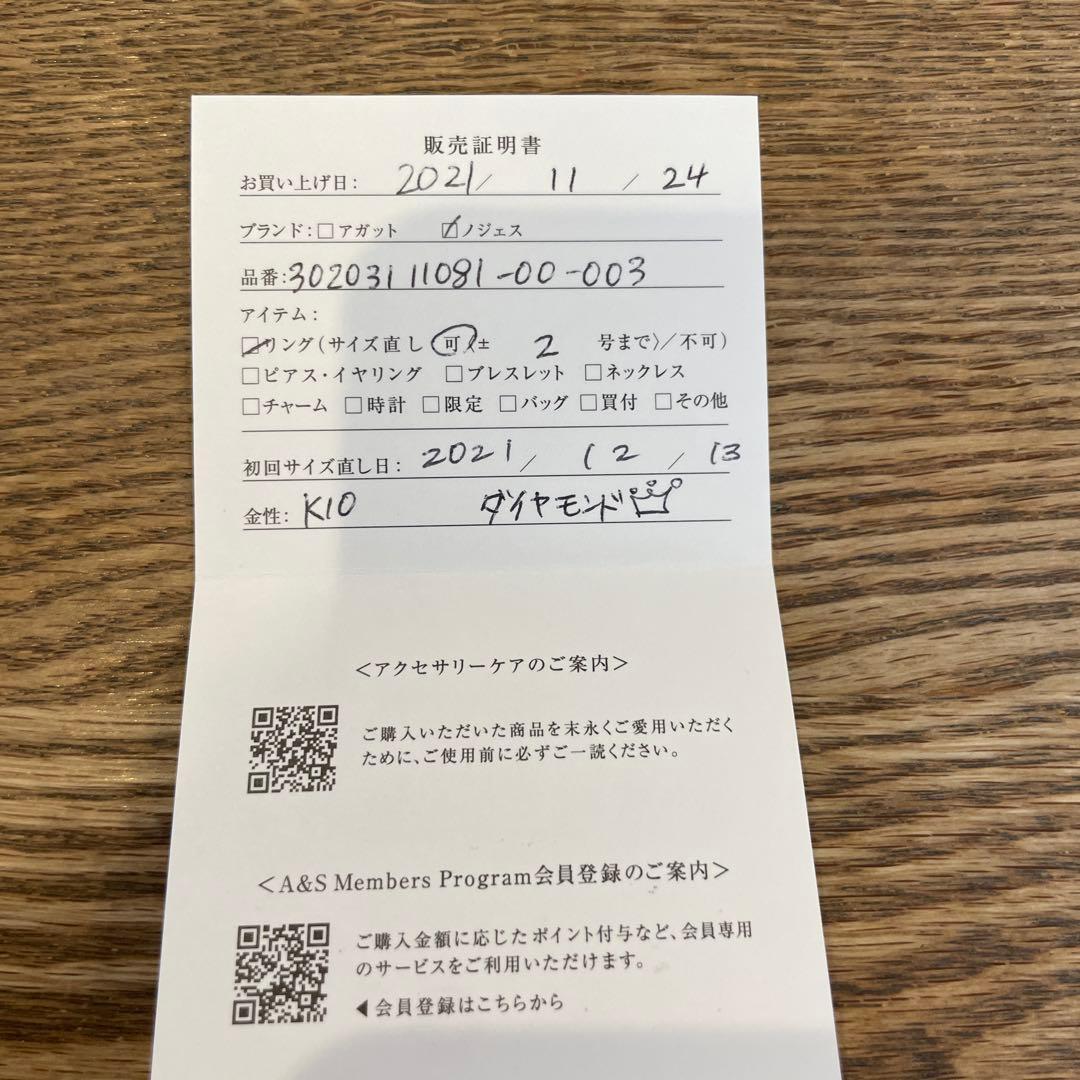 販売証明書
お買い上げ日: 2021 / 11 / 24
ブランド:□アガット ☑ノジェス
品番:30203111081-00-003
アイテム:
☑リング(サイズ直し 可〈± 2 号まで〉/不可)
□ピアス・イヤリング □ブレスレット □ネックレス
□チャーム □時計 □限定 □バッグ □買付 □その他
初回サイズ直し日: 2021 / 12 / 13
金性: K10 ダイヤモンド
<アクセサリーケアのご案内>
ご購入いただいた商品を末永くご愛用いただく
ために、ご使用前に必ずご一読ください。
<A&S Members Program会員登録のご案内>
ご購入金額に応じたポイント付与など、会員専用
のサービスをご利用いただけます。
◀会員登録はこちらから